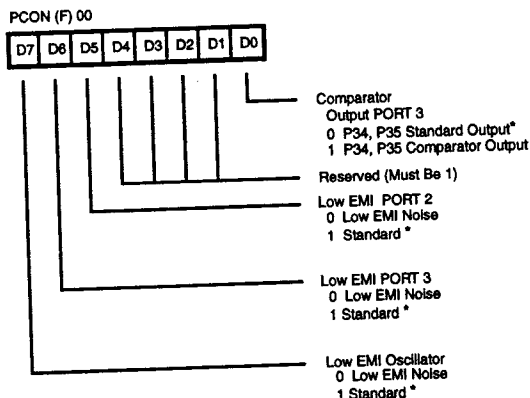 PCON (F) 00
D7 D6 D5 D4 D3 D2 D1 D0
Comparator
Output PORT 3
0 P34, P35 Standard Output*
1 P34, P35 Comparator Output
Reserved (Must Be 1)
Low EMI PORT 2
0 Low EMI Noise
1 Standard *
Low EMI PORT 3
0 Low EMI Noise
1 Standard *
Low EMI Oscillator
0 Low EMI Noise
1 Standard *